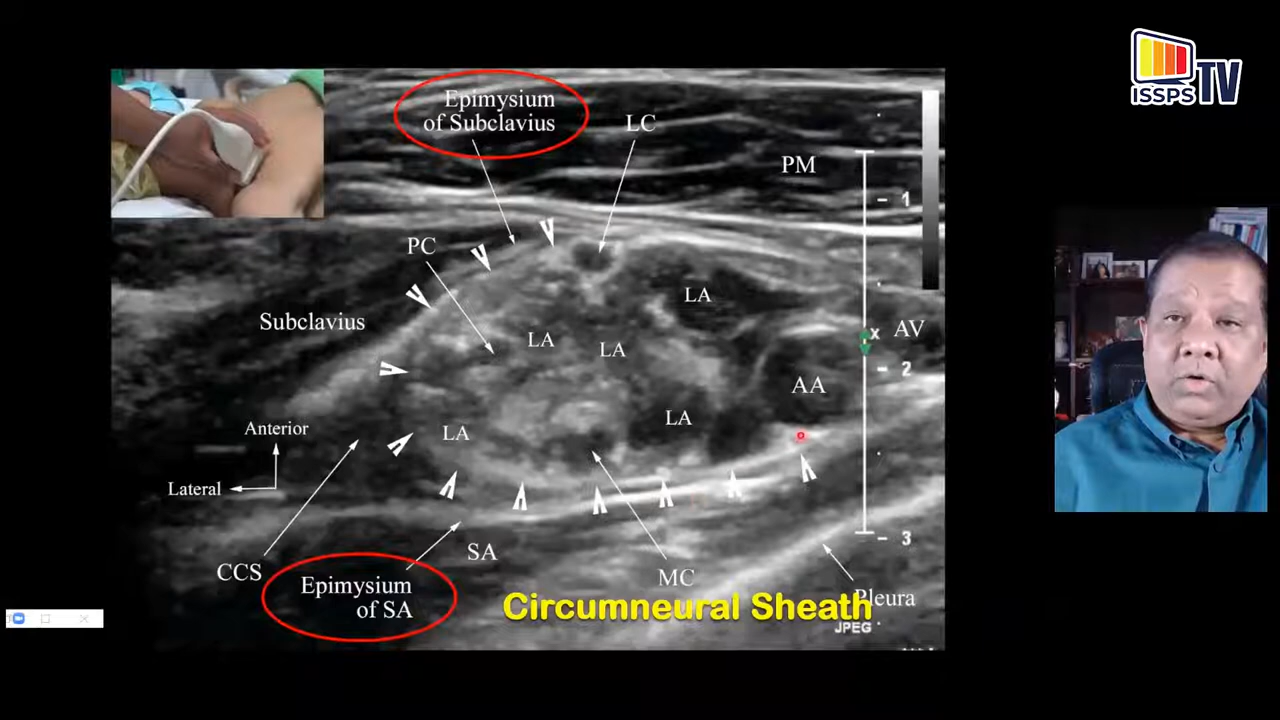 ISSPS TV
Epimysium
of Subclavius
LC
PM
1
PC
LA
Subclavius
LA
LA
x
AV
2
AA
LA
Anterior
LA
Lateral
SA
3
CCS
Epimysium
of SA
MC
Pleura
Circumneural Sheath
JPEG